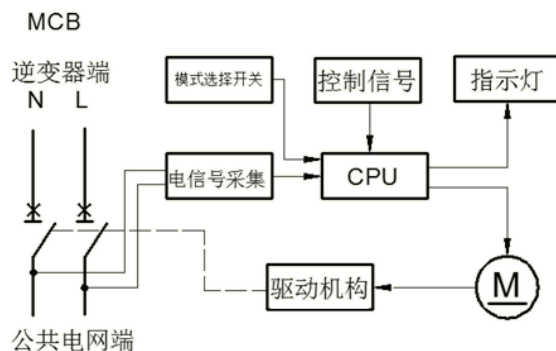 MCB
逆变器端
N L
模式选择开关
控制信号
指示灯
电信号采集
CPU
驱动机构
M
公共电网端